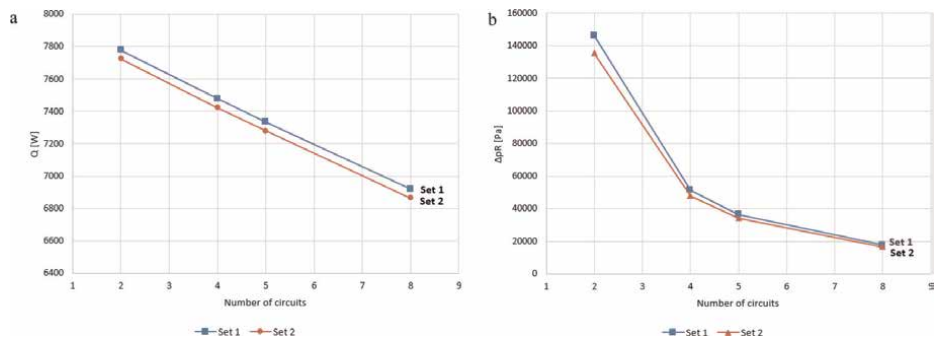 a
8000
7800
7600
7400
7200
7000
6800
6600
6400
Q [W]
1 2 3 4 5 6 7 8 9
Number of circuits
Set 1
Set 2
Set 1 Set 2
b
160000
140000
120000
100000
80000
60000
40000
20000
0
ΔpR [Pa]
1 2 3 4 5 6 7 8 9
Number of circuits
Set 1
Set 2
Set 1 Set 2